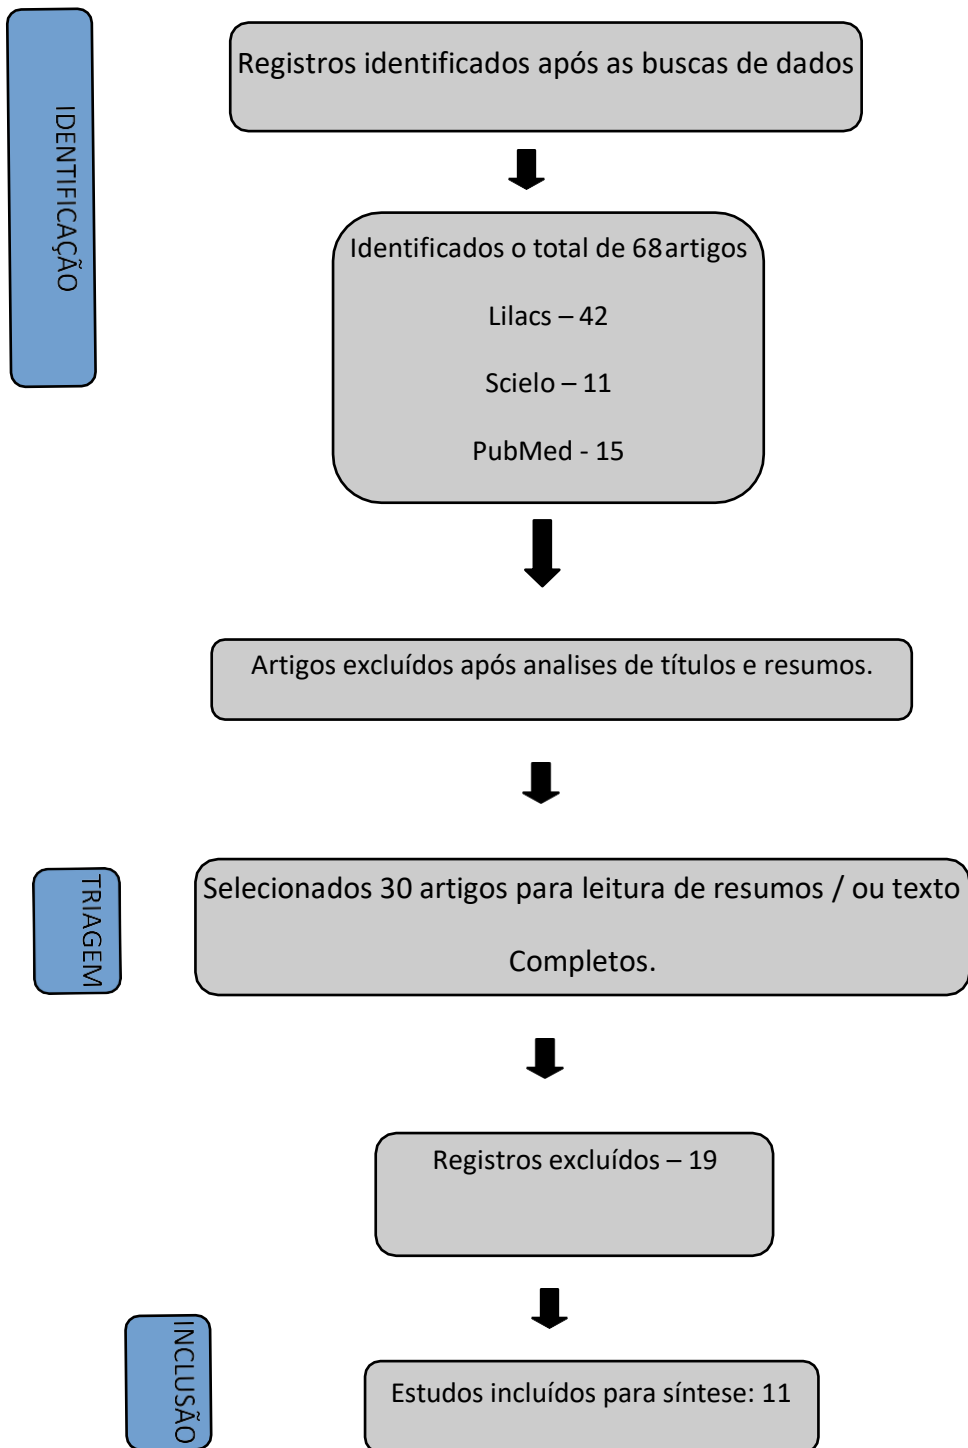 IDENTIFICAÇÃO
Registros identificados após as buscas de dados
Identificados o total de 68 artigos
Lilacs – 42
Scielo – 11
PubMed - 15
Artigos excluídos após analises de títulos e resumos.
TRIAGEM
Selecionados 30 artigos para leitura de resumos / ou texto
Completos.
Registros excluídos – 19
INCLUSÃO
Estudos incluídos para síntese: 11